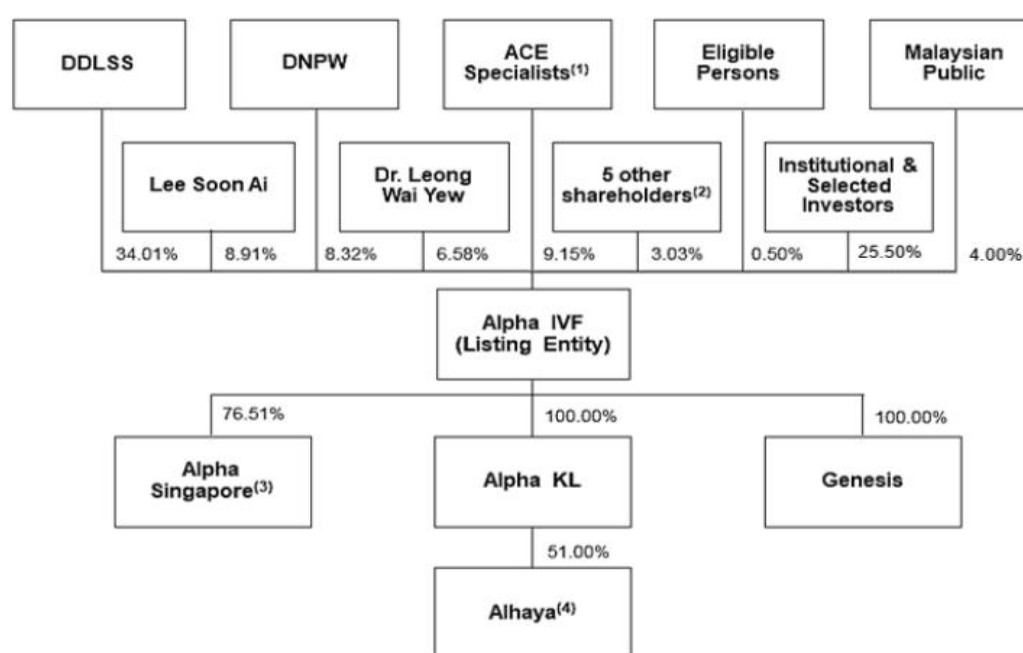 DDLSS
DNPW
ACE
Specialists(1)
Eligible
Persons
Malaysian
Public
Lee Soon Ai
Dr. Leong
Wai Yew
5 other
shareholders(2)
Institutional &
Selected
Investors
34.01%
8.91%
8.32%
6.58%
9.15%
3.03%
0.50%
25.50%
4.00%
Alpha IVF
(Listing Entity)
76.51%
100.00%
100.00%
Alpha
Singapore(3)
Alpha KL
Genesis
51.00%
Alhaya(4)